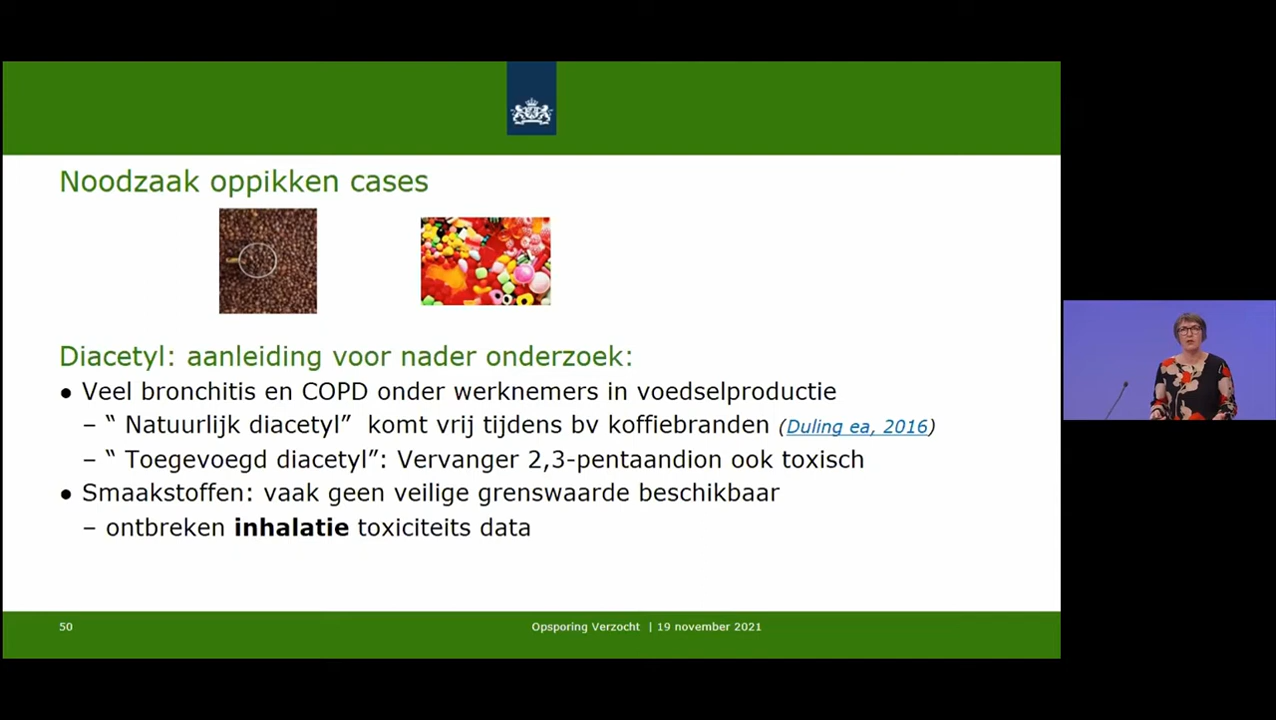 Noodzaak oppikken cases
Diacetyl: aanleiding voor nader onderzoek:
● Veel bronchitis en COPD onder werknemers in voedselproductie
– “ Natuurlijk diacetyl”  komt vrij tijdens bv koffiebranden (Duling ea, 2016)
– “ Toegevoegd diacetyl”: Vervanger 2,3-pentaandion ook toxisch
● Smaakstoffen: vaak geen veilige grenswaarde beschikbaar
– ontbreken inhalatie toxiciteits data
50
Opsporing Verzocht | 19 november 2021